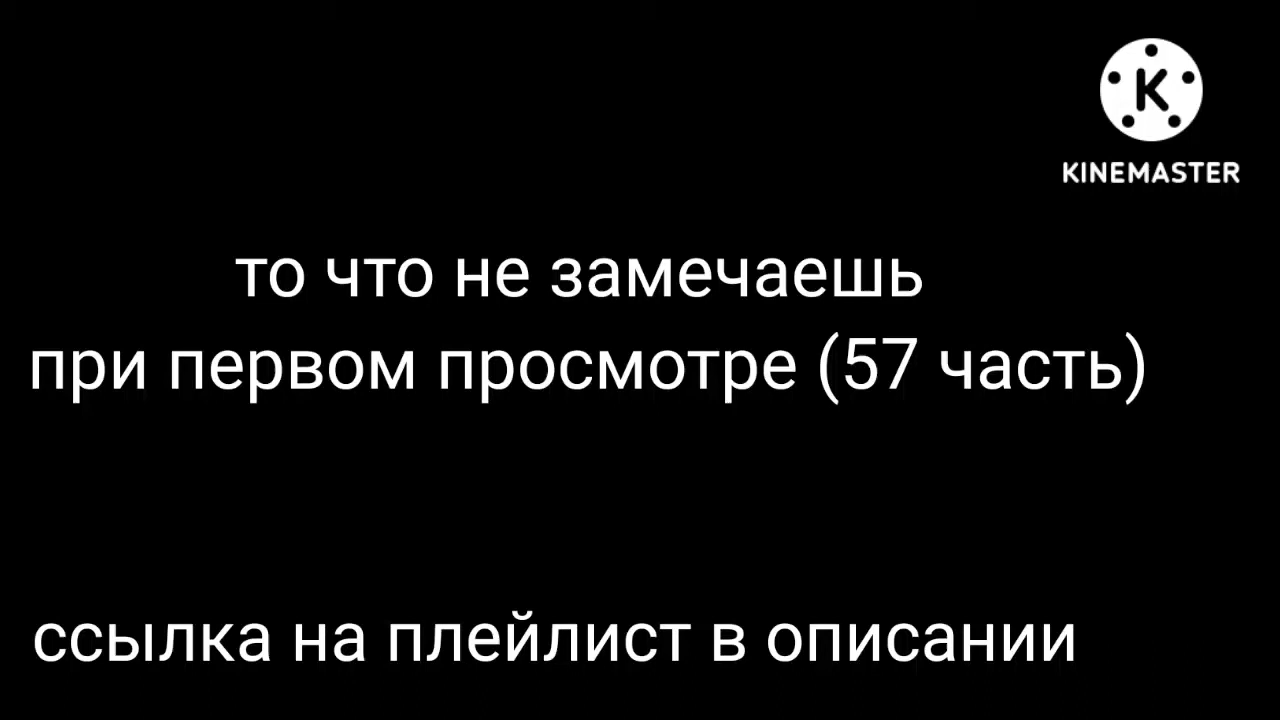 K
KINEMASTER
то что не замечаешь
при первом просмотре (57 часть)
ссылка на плейлист в описании